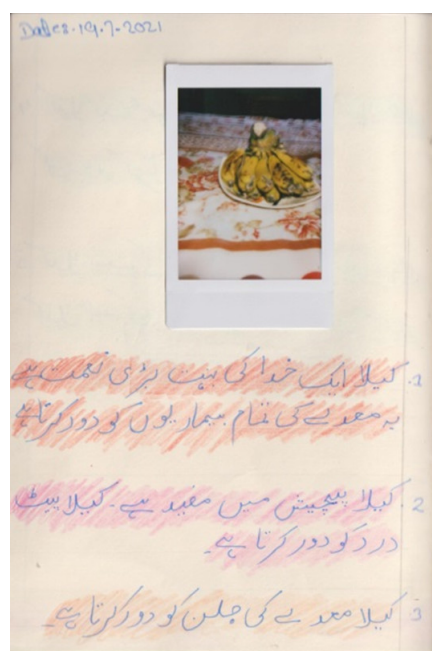 Date: 19.7.2021
1. کیلا ایک خدا کی بہت بڑی نعمت ہے
یہ معدے کی تمام بیماریوں کو دور کرتا ہے
2. کیلا پیچیش میں مفید ہے۔ کیلا پیٹ
درد کو دور کرتا ہے۔
3 کیلا معدے کی جلن کو دور کرتا ہے۔